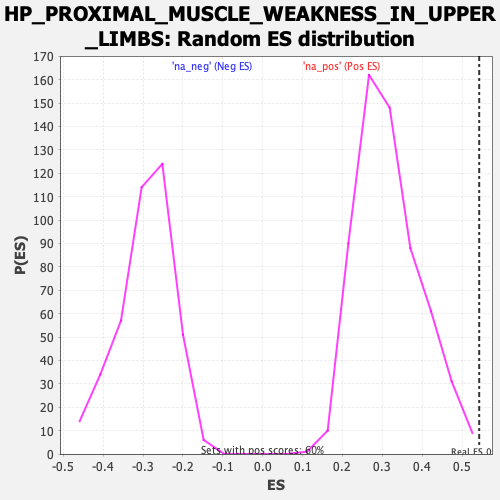 HP_PROXIMAL_MUSCLE_WEAKNESS_IN_UPPER
_LIMBS: Random ES distribution
'na_neg' (Neg ES) 'na_pos' (Pos ES)
P(ES)
170
160
150
140
130
120
110
100
90
80
70
60
50
40
30
20
10
0
Sets with pos scores: 60%
Real ES 0
-0.5 -0.4 -0.3 -0.2 -0.1 0.0 0.1 0.2 0.3 0.4 0.5
ES